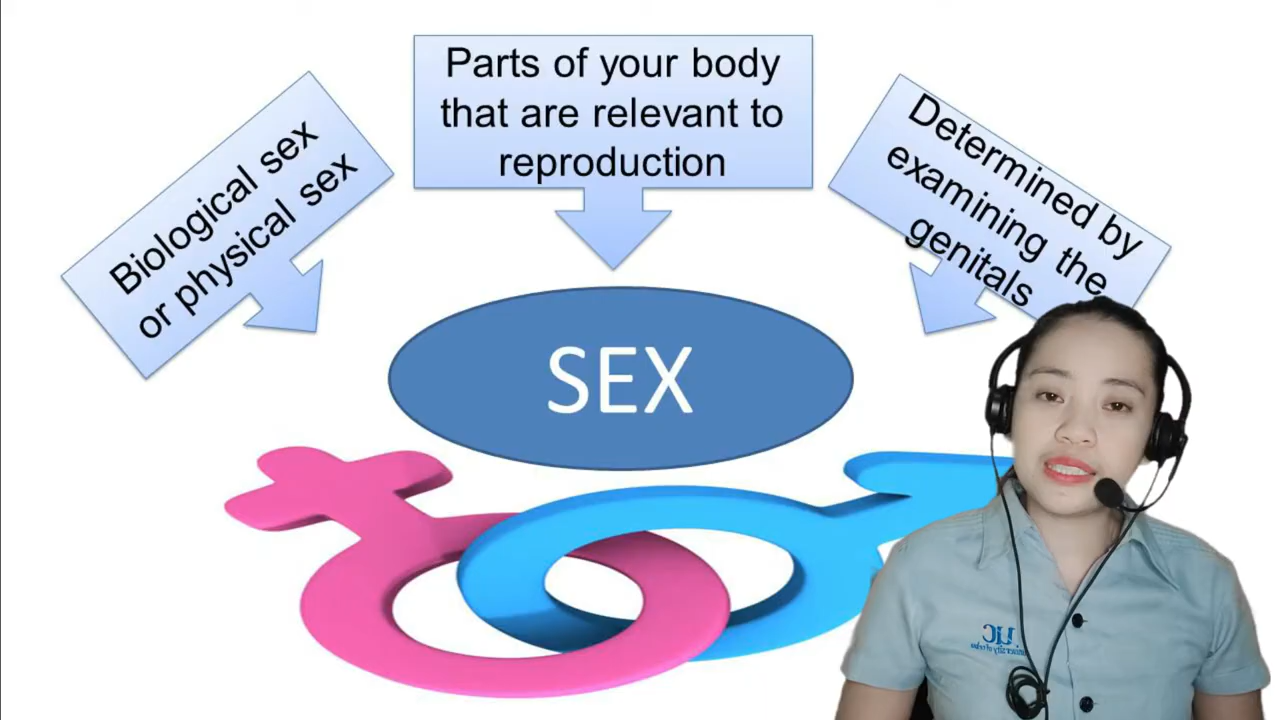 Biological sex
or physical sex
Parts of your body
that are relevant to
reproduction
Determined by
examining the
genitals
SEX
UC